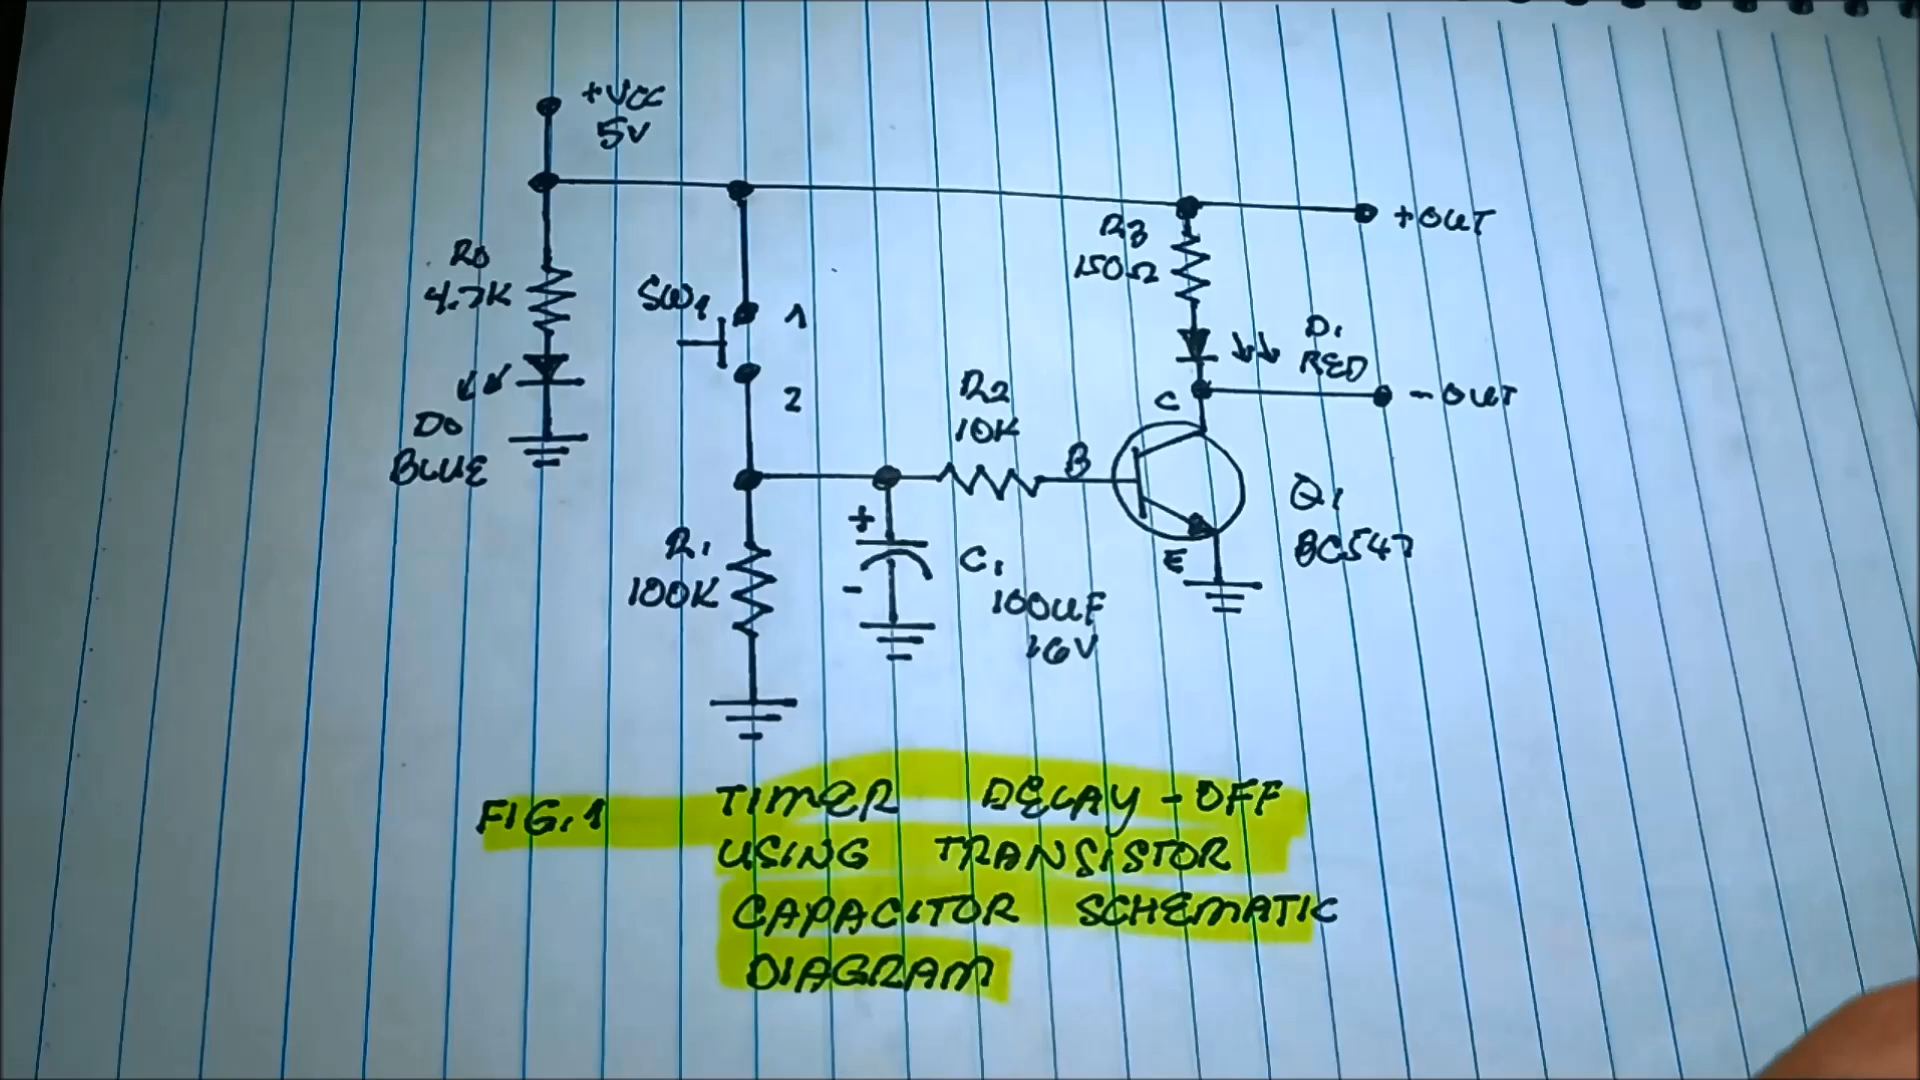 +VCC
5V
+OUT
R3
150Ω
R0
4.7K
SW1
1
2
D1
RED
-OUT
D0
BLUE
R2
10K
C
B
E
Q1
BC547
R1
100K
+
-
C1
100uF
16V
FIG.1 TIMER DELAY-OFF
USING TRANSISTOR
CAPACITOR SCHEMATIC
DIAGRAM